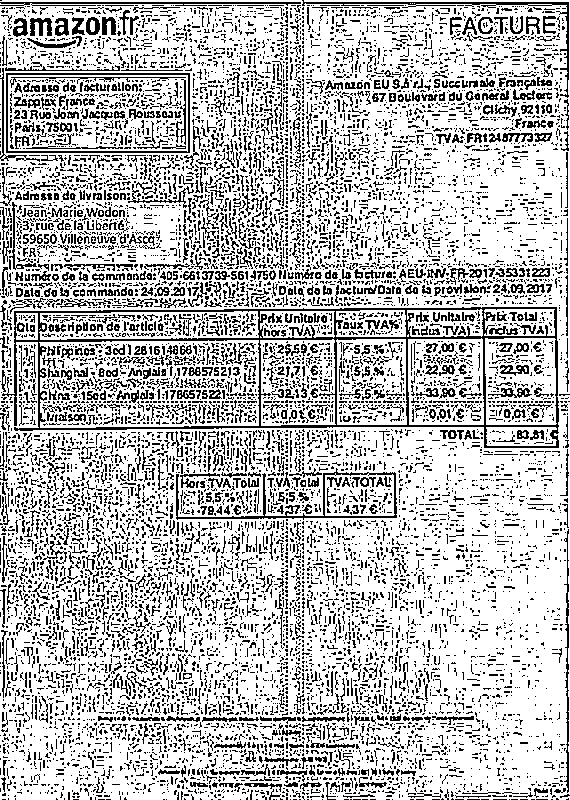 amazon.fr
FACTURE
Adresse de facturation:
Zapptax France
23 Rue Jean Jacques Rousseau
Paris, 75001
FR
Amazon EU S.à r.l., Succursale Française
67 Boulevard du Général Leclerc
Clichy 92110
France
TVA: FR12487773327
Adresse de livraison:
Jean-Marie Wodon
3, rue de la Liberté
59650 Villeneuve d'Ascq
FR
Numéro de la commande: 405-6613739-5614750 Numéro de la facture: AEU-INV-FR-2017-35331223
Date de la commande: 24.09.2017 Date de la facture/Date de la provision: 24.09.2017
Qté Description de l'article Prix Unitaire (hors TVA) Taux TVA% Prix Unitaire (inclus TVA) Prix Total (inclus TVA)
1 Philippines - 3ed | 2816148661 25,59 € 5,5 % 27,00 € 27,00 €
1 Shanghai - 8ed - Anglais | 1786575213 21,71 € 5,5 % 22,90 € 22,90 €
1 China - 15ed - Anglais | 1786575221 32,13 € 5,5 % 33,90 € 33,90 €
Livraison 0,01 € 0,01 € 0,01 €
TOTAL 83,81 €
Hors TVA Total TVA Total TVA TOTAL
5,5 % 5,5 %
79,44 € 4,37 € 4,37 €